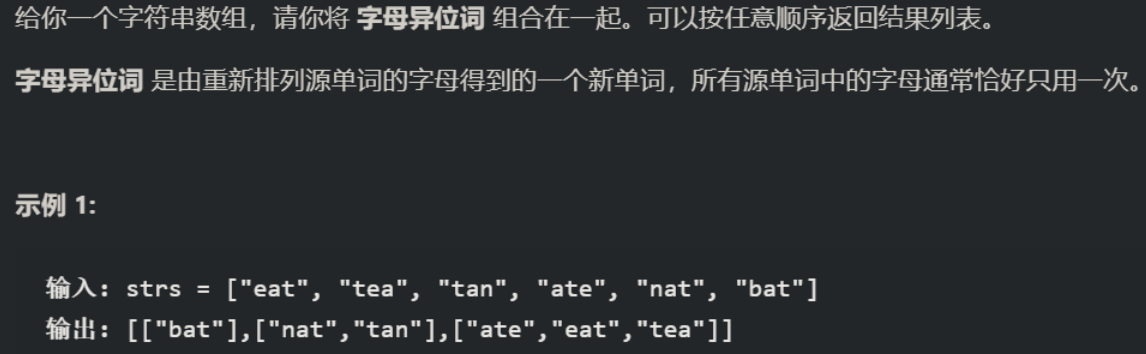 给你一个字符串数组，请你将 字母异位词 组合在一起。可以按任意顺序返回结果列表。
字母异位词 是由重新排列源单词的字母得到的一个新单词，所有源单词中的字母通常恰好只用一次。
示例 1:
输入: strs = ["eat", "tea", "tan", "ate", "nat", "bat"]
输出: [["bat"],["nat","tan"],["ate","eat","tea"]]